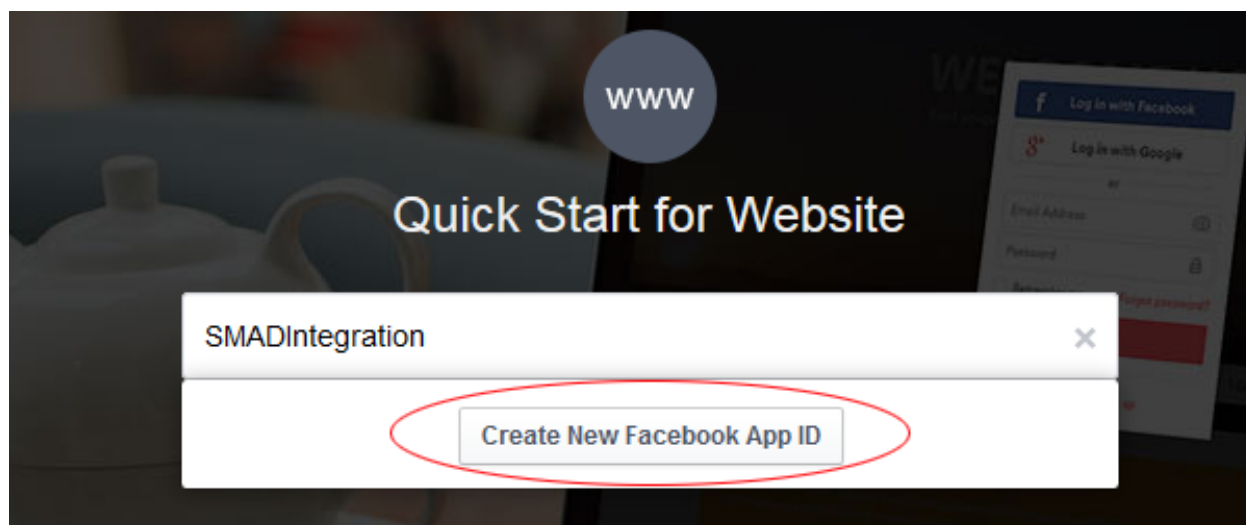 www
Quick Start for Website
SMADIntegration
×
Create New Facebook App ID
WE
f Log in with Facebook
g+ Log in with Google
or
Email Address
Password
Forgot password?